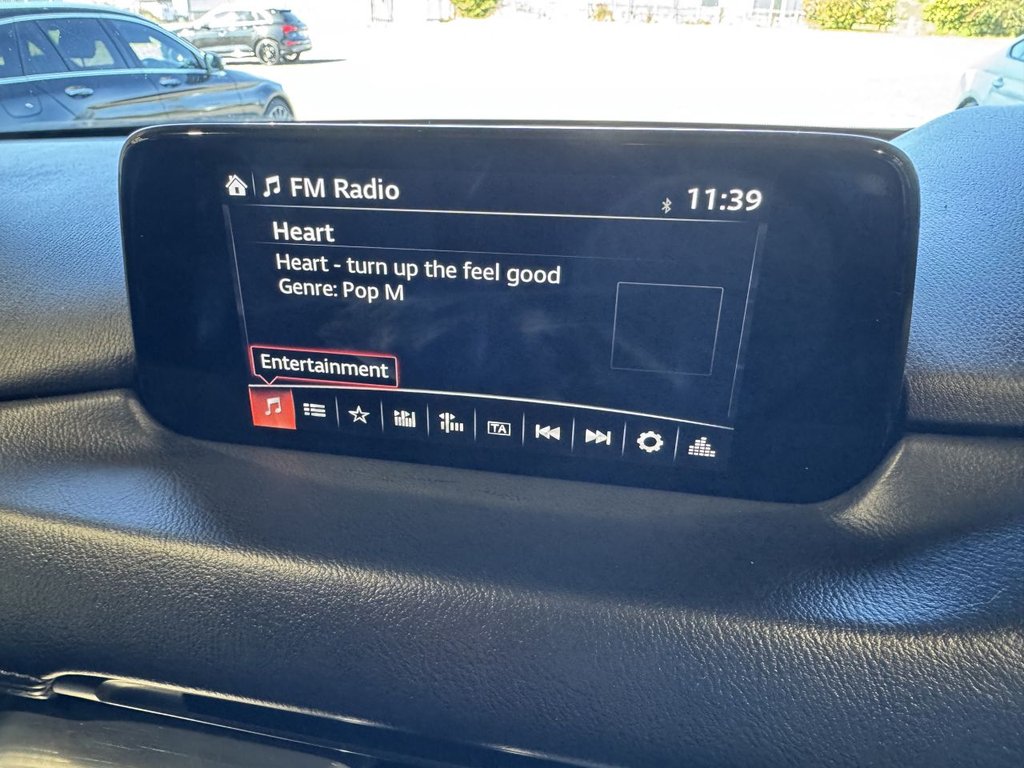 FM Radio
11:39
Heart
Heart - turn up the feel good
Genre: Pop M
Entertainment
TA